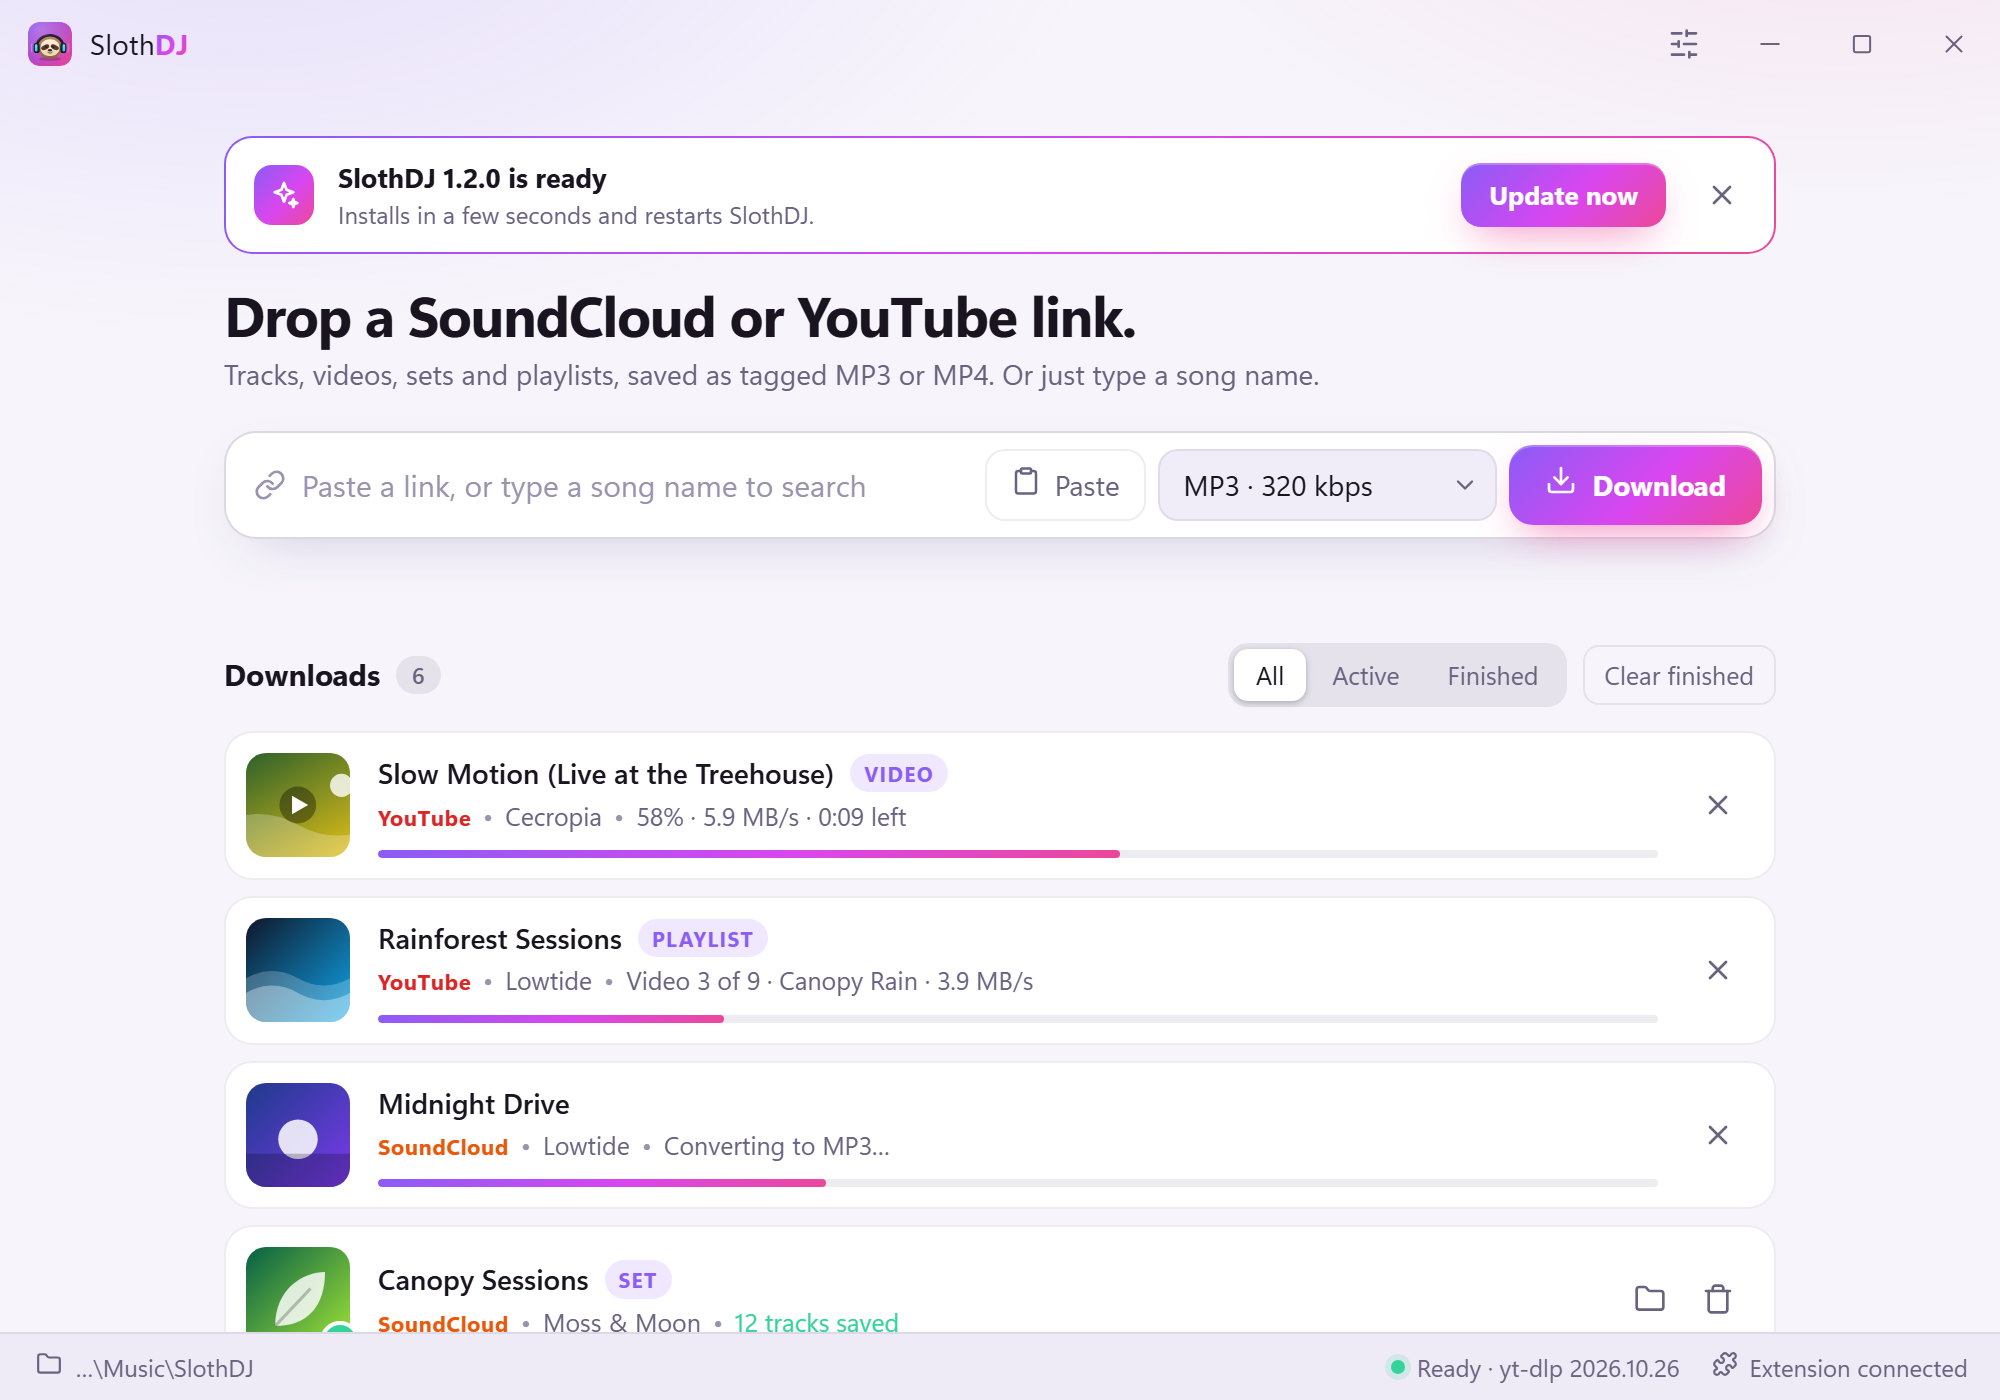 SlothDJ
SlothDJ 1.2.0 is ready
Installs in a few seconds and restarts SlothDJ.
Update now
Drop a SoundCloud or YouTube link.
Tracks, videos, sets and playlists, saved as tagged MP3 or MP4. Or just type a song name.
Paste a link, or type a song name to search
Paste
MP3 · 320 kbps
Download
Downloads 6
All Active Finished
Clear finished
Slow Motion (Live at the Treehouse) VIDEO
YouTube • Cecropia • 58% · 5.9 MB/s · 0:09 left
Rainforest Sessions PLAYLIST
YouTube • Lowtide • Video 3 of 9 · Canopy Rain · 3.9 MB/s
Midnight Drive
SoundCloud • Lowtide • Converting to MP3...
Canopy Sessions SET
SoundCloud • Moss & Moon • 12 tracks saved
...\Music\SlothDJ
Ready · yt-dlp 2026.10.26
Extension connected